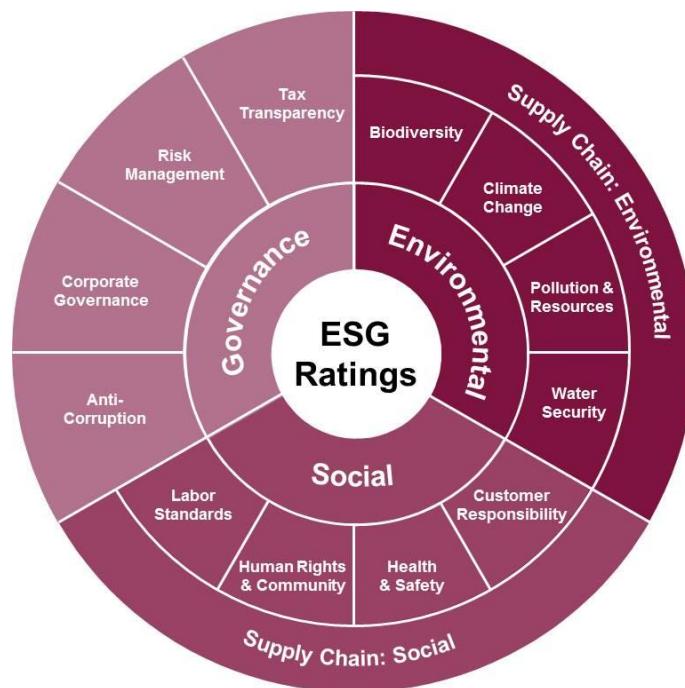 ESG
Ratings
Environmental
Biodiversity
Climate
Change
Pollution &
Resources
Water
Security
Supply Chain: Environmental
Social
Customer
Responsibility
Health
& Safety
Human Rights
& Community
Labor
Standards
Supply Chain: Social
Governance
Anti-
Corruption
Corporate
Governance
Risk
Management
Tax
Transparency